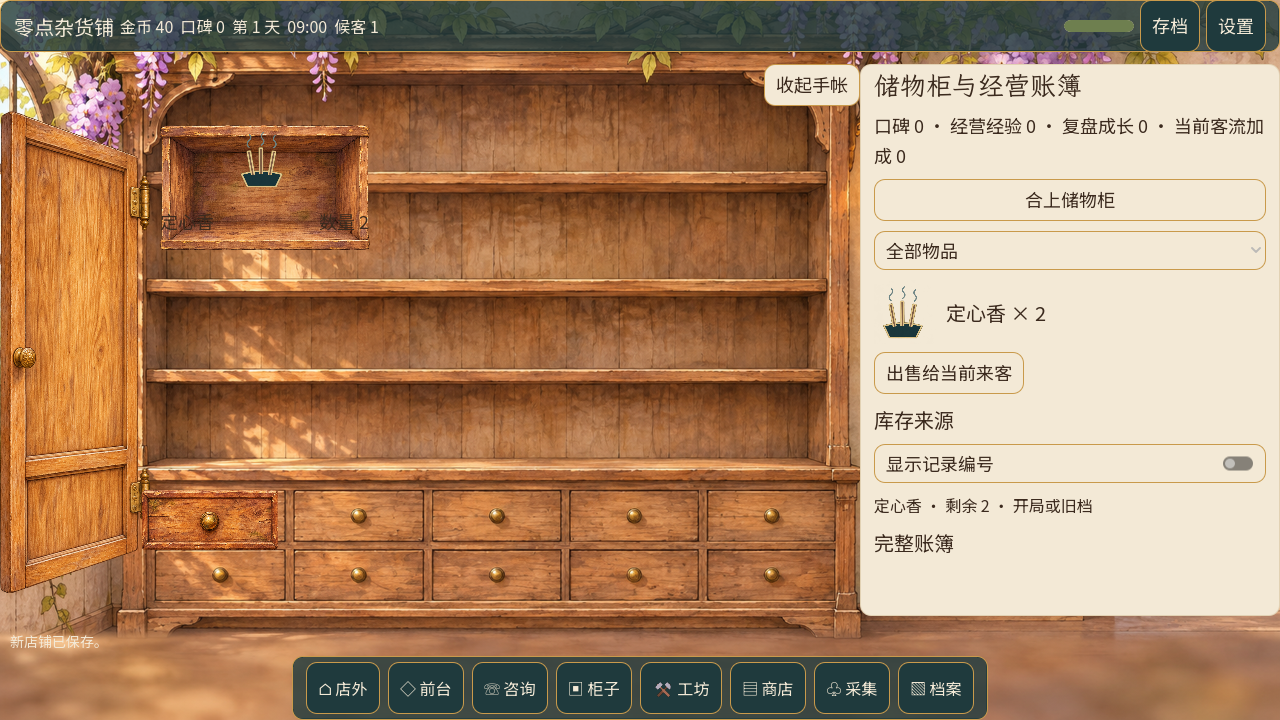 零点杂货铺 金币 40 口碑 0 第 1 天 09:00 候客 1
存档
设置
收起手帐
储物柜与经营账簿
口碑 0 · 经营经验 0 · 复盘成长 0 · 当前客流加
成 0
合上储物柜
全部物品
定心香 × 2
出售给当前来客
库存来源
显示记录编号
定心香 · 剩余 2 · 开局或旧档
完整账簿
定心香 数量 2
新店铺已保存。
店外
前台
咨询
柜子
工坊
商店
采集
档案